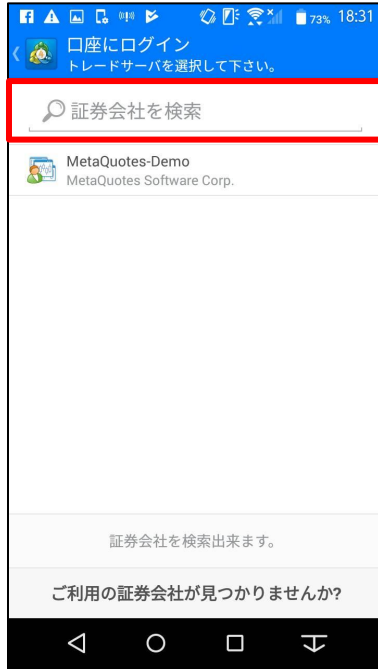 73% 18:31
口座にログイン
トレードサーバを選択して下さい。
証券会社を検索
MetaQuotes-Demo
MetaQuotes Software Corp.
証券会社を検索出来ます。
ご利用の証券会社が見つかりませんか?